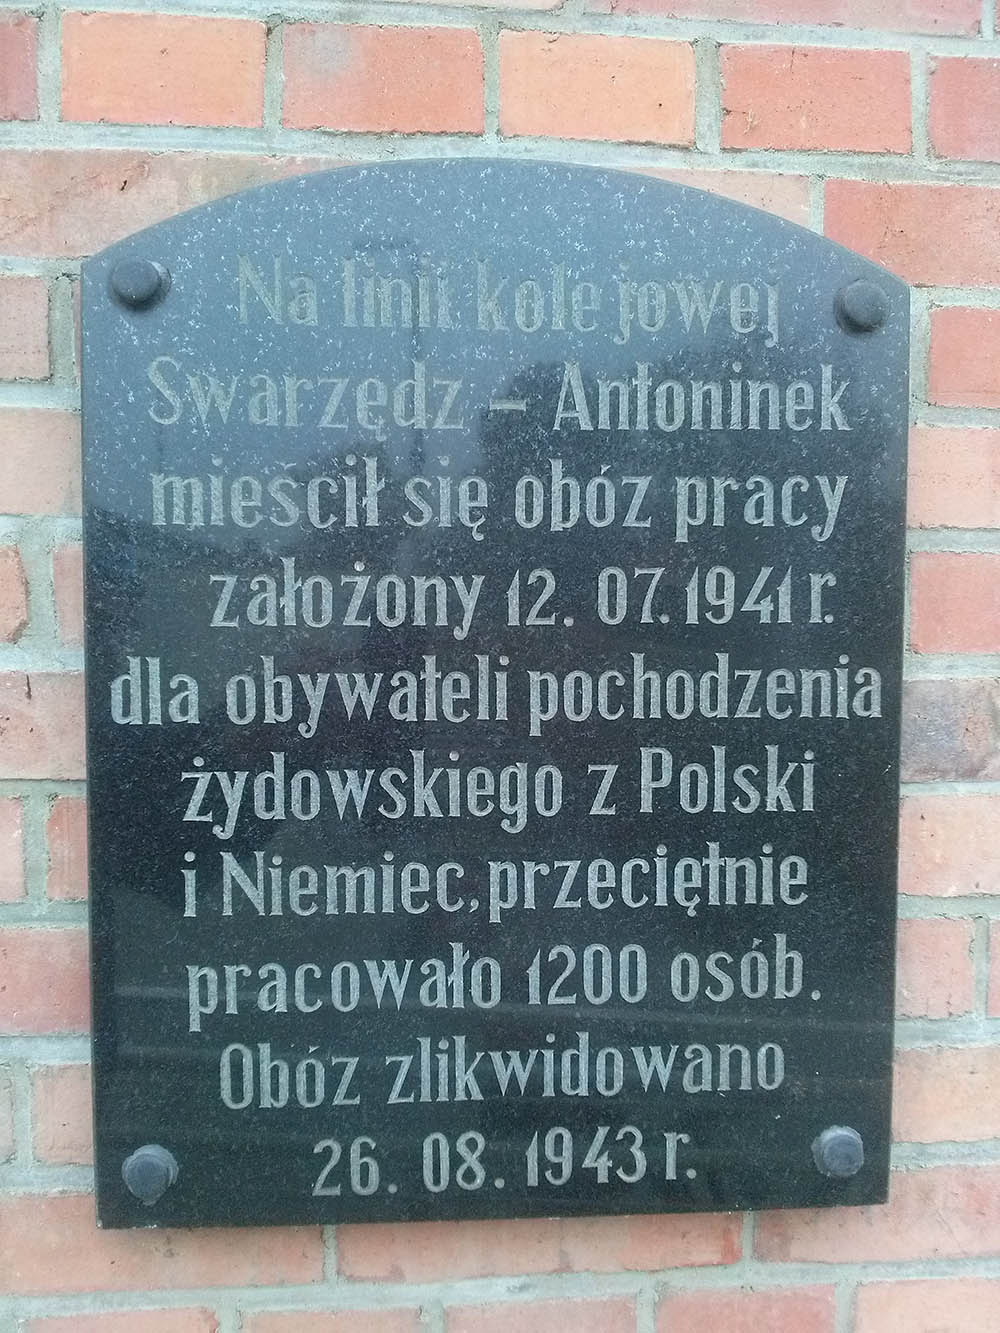 Na linii kolejowej
Swarzędz - Antoninek
mieścił się obóz pracy
założony 12. 07. 1941 r.
dla obywateli pochodzenia
żydowskiego z Polski
i Niemiec, przeciętnie
pracowało 1200 osób.
Obóz zlikwidowano
26. 08. 1943 r.